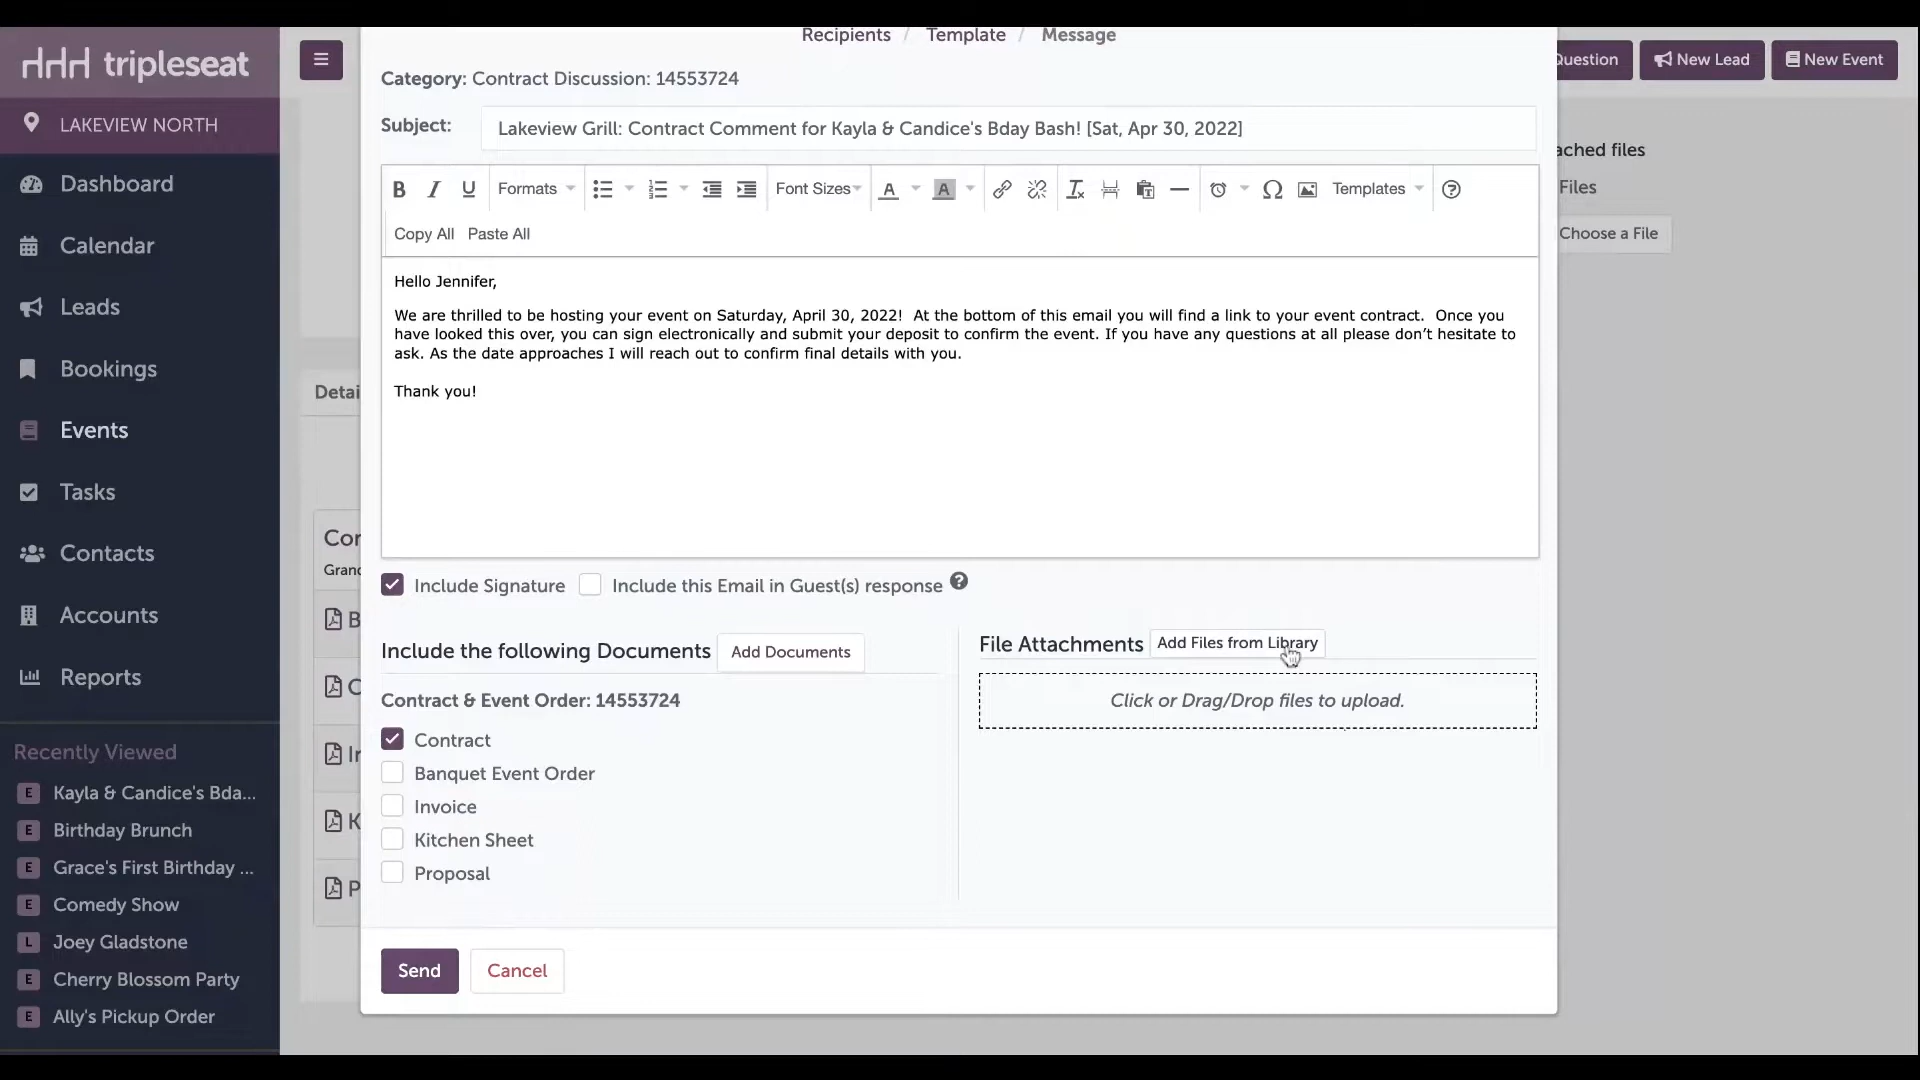 tripleseat
LAKEVIEW NORTH
Dashboard
Calendar
Leads
Bookings
Events
Tasks
Contacts
Accounts
Reports
Recently Viewed
E Kayla & Candice's Bda...
E Birthday Brunch
E Grace's First Birthday ...
E Comedy Show
L Joey Gladstone
E Cherry Blossom Party
E Ally's Pickup Order
Recipients / Template / Message
Question
New Lead
New Event
Category: Contract Discussion: 14553724
Subject: Lakeview Grill: Contract Comment for Kayla & Candice's Bday Bash! [Sat, Apr 30, 2022]
B I U Formats Font Sizes A A Templates
Copy All Paste All
Hello Jennifer,
We are thrilled to be hosting your event on Saturday, April 30, 2022!  At the bottom of this email you will find a link to your event contract.  Once you
have looked this over, you can sign electronically and submit your deposit to confirm the event. If you have any questions at all please don’t hesitate to
ask. As the date approaches I will reach out to confirm final details with you.
Thank you!
Include Signature Include this Email in Guest(s) response
Include the following Documents Add Documents
Contract & Event Order: 14553724
Contract
Banquet Event Order
Invoice
Kitchen Sheet
Proposal
File Attachments Add Files from Library
Click or Drag/Drop files to upload.
Send Cancel
ached files
Files
Choose a File
Detai
Cor
Granc
B
C
Ir
K
P